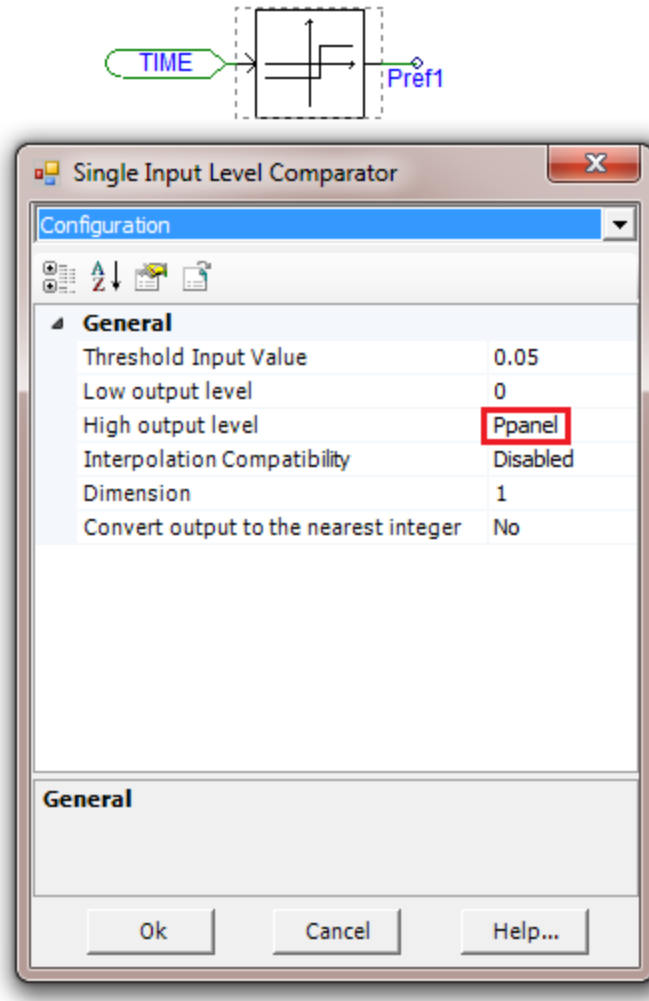 TIME
Pref1
Single Input Level Comparator
Configuration
General
Threshold Input Value 0.05
Low output level 0
High output level Ppanel
Interpolation Compatibility Disabled
Dimension 1
Convert output to the nearest integer No
General
Ok Cancel Help...